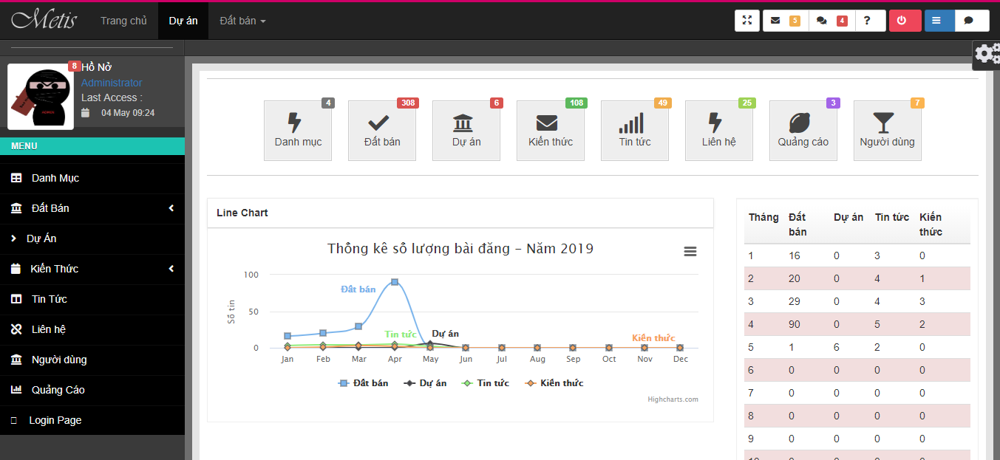 Metis Trang chủ Dự án Đất bán 5 4 ?
8 Hồ Nở
Administrator
Last Access :
04 May 09:24
MENU
Danh Mục
Đất Bán
Dự Án
Kiến Thức
Tin Tức
Liên hệ
Người dùng
Quảng Cáo
Login Page
4 308 6 108 49 25 3 7
Danh mục Đất bán Dự án Kiến thức Tin tức Liên hệ Quảng cáo Người dùng
Line Chart
Thống kê số lượng bài đăng – Năm 2019
Số tin
100
50
0
Đất bán
Tin tức
Dự án
Kiến thức
Jan Feb Mar Apr May Jun Jul Aug Sep Oct Nov Dec
Đất bán Dự án Tin tức Kiến thức
Highcharts.com
Tháng Đất bán Dự án Tin tức Kiến thức
1 16 0 3 0
2 20 0 4 1
3 29 0 4 3
4 90 0 5 2
5 1 6 2 0
6 0 0 0 0
7 0 0 0 0
8 0 0 0 0
9 0 0 0 0